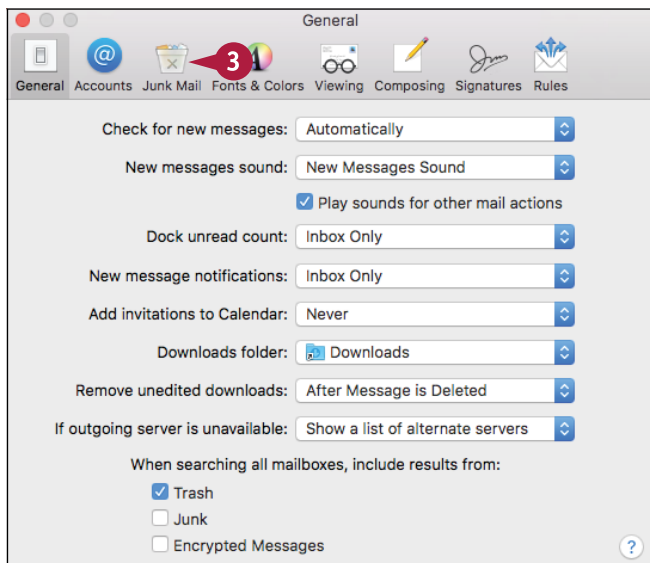 General
3
General Accounts Junk Mail Fonts & Colors Viewing Composing Signatures Rules
Check for new messages: Automatically
New messages sound: New Messages Sound
Play sounds for other mail actions
Dock unread count: Inbox Only
New message notifications: Inbox Only
Add invitations to Calendar: Never
Downloads folder: Downloads
Remove unedited downloads: After Message is Deleted
If outgoing server is unavailable: Show a list of alternate servers
When searching all mailboxes, include results from:
Trash
Junk
Encrypted Messages
?